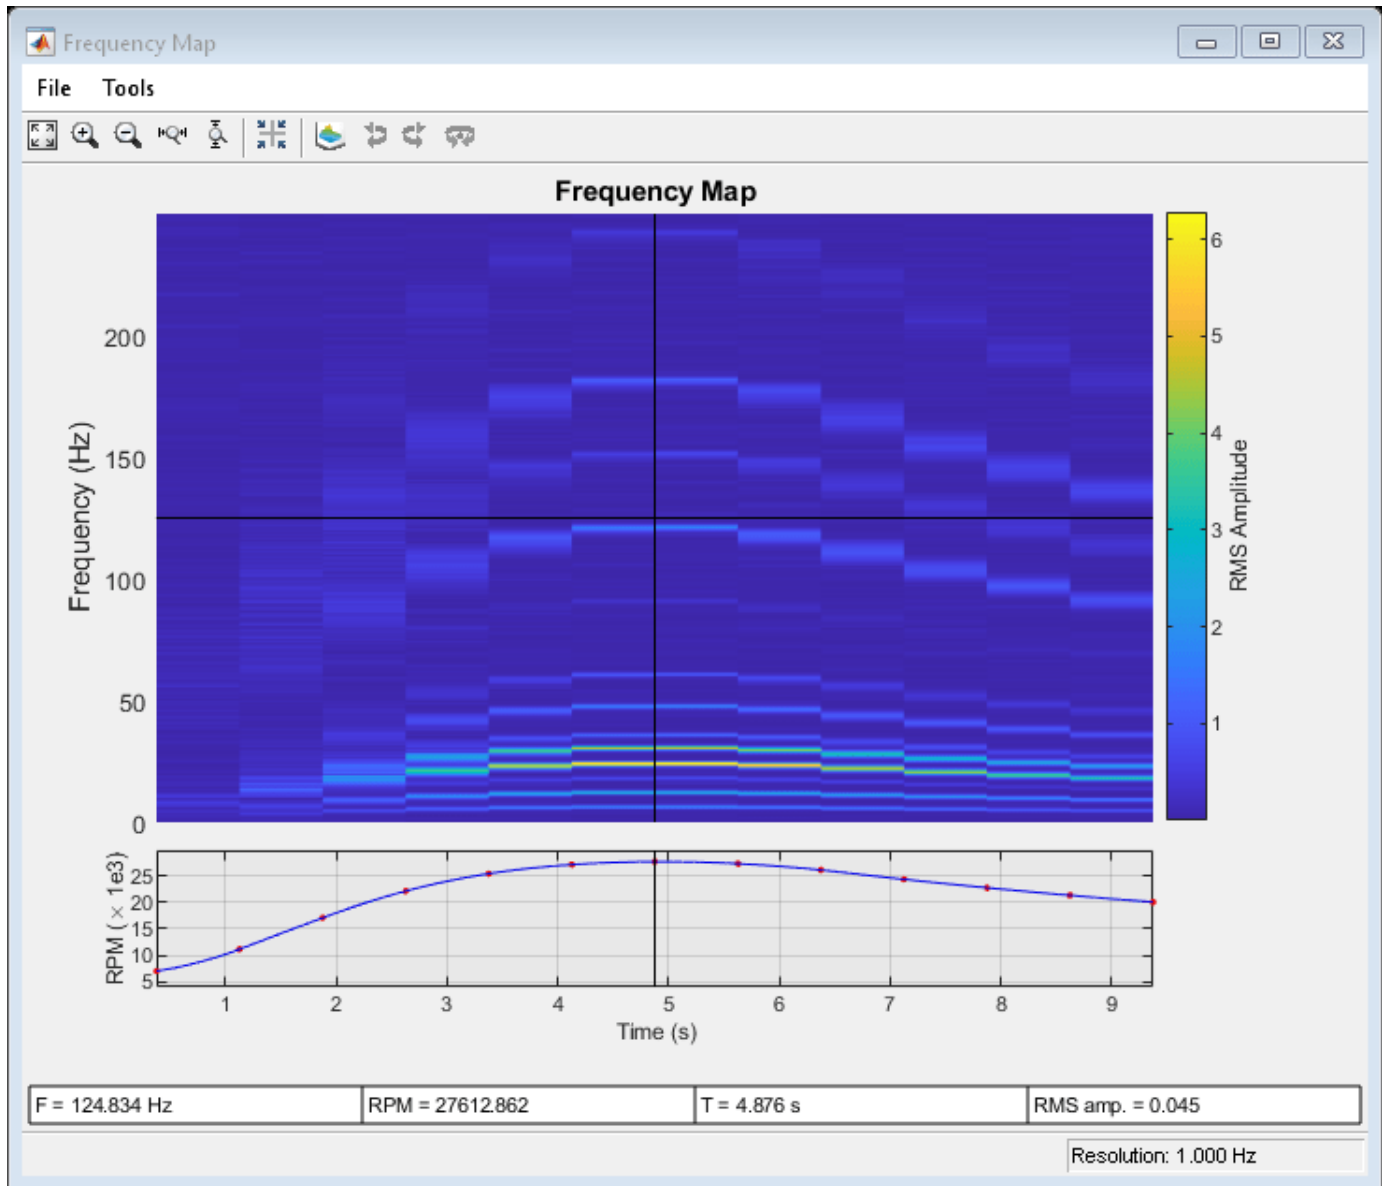 Frequency Map
File Tools
Frequency Map
Frequency (Hz)
200
150
100
50
0
6
5
4
3
2
1
RMS Amplitude
RPM ( × 1e3)
25
20
15
10
5
1 2 3 4 5 6 7 8 9
Time (s)
F = 124.834 Hz RPM = 27612.862 T = 4.876 s RMS amp. = 0.045
Resolution: 1.000 Hz